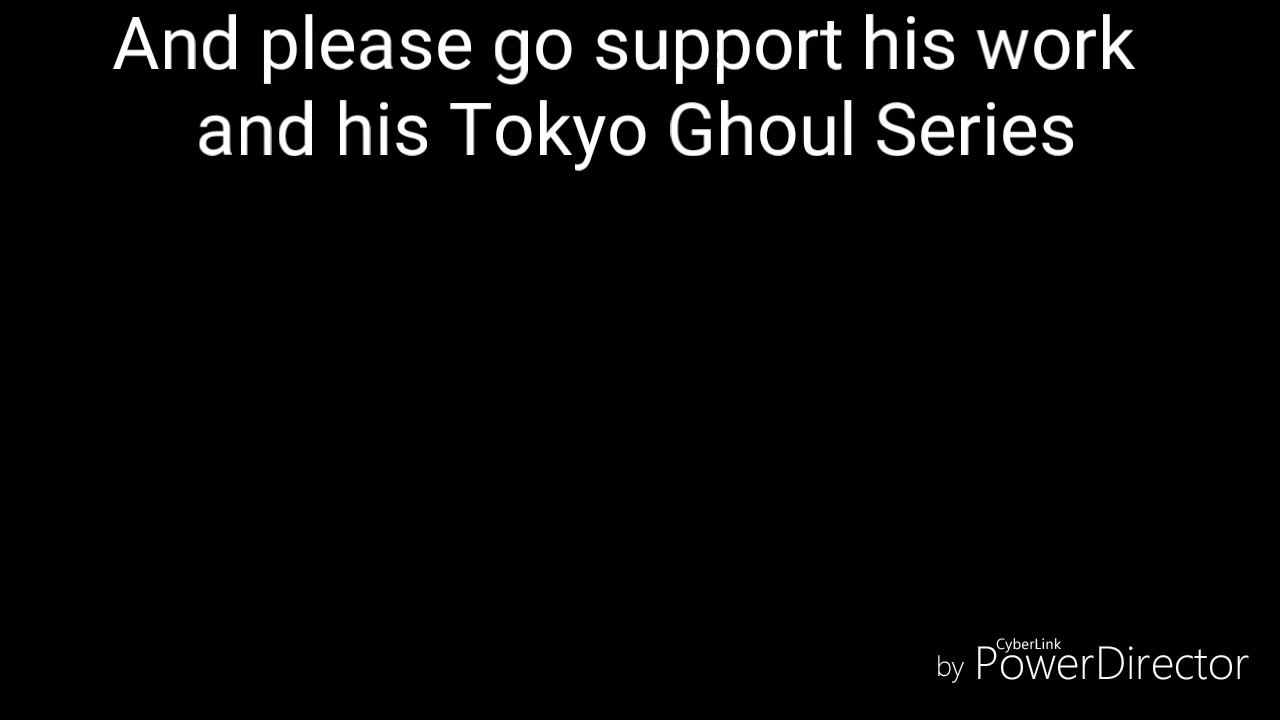 And please go support his work
and his Tokyo Ghoul Series
CyberLink
by PowerDirector